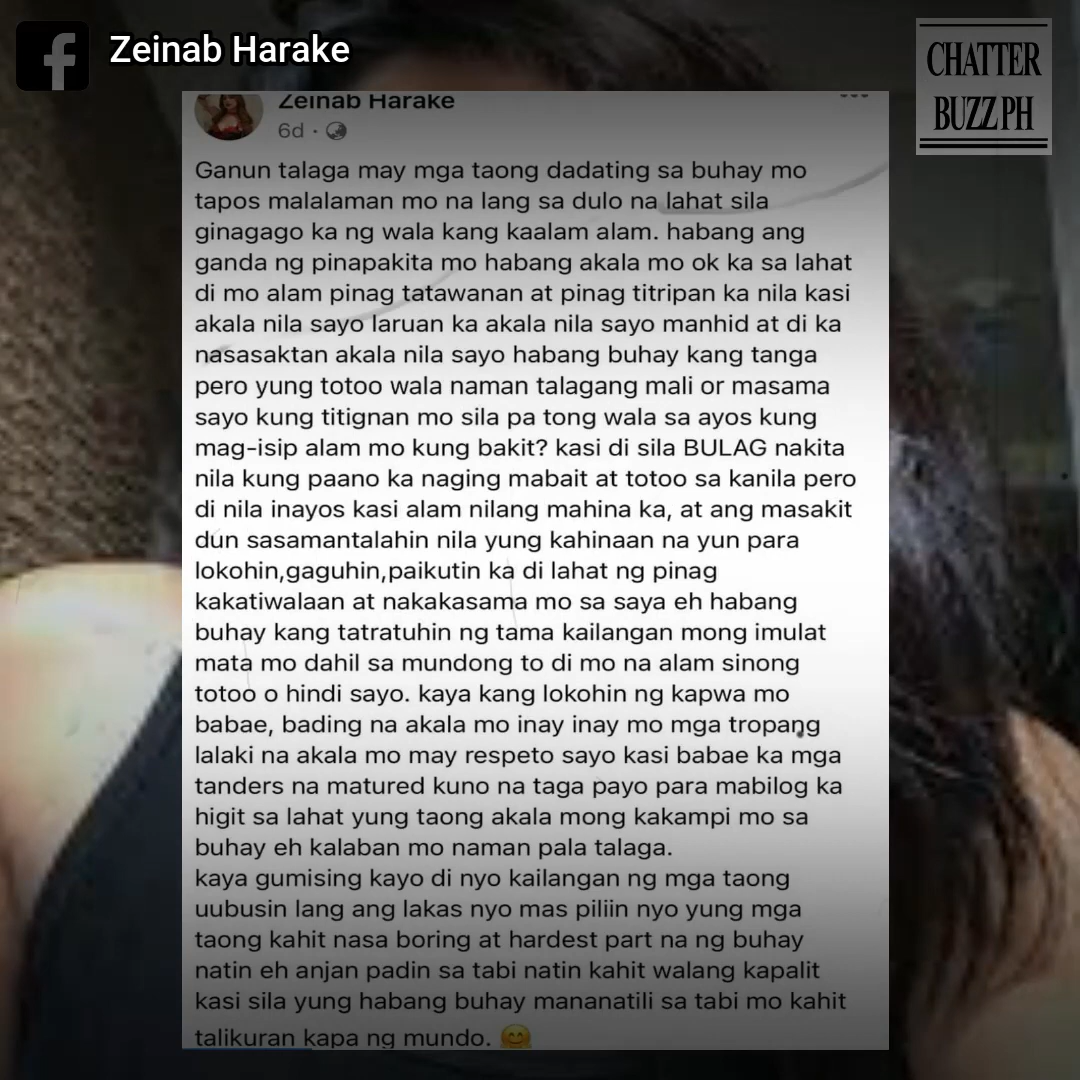 Zeinab Harake
CHATTER
BUZZ PH
Zeinab Harake
6d ·
Ganun talaga may mga taong dadating sa buhay mo
tapos malalaman mo na lang sa dulo na lahat sila
ginagago ka ng wala kang kaalam alam. habang ang
ganda ng pinapakita mo habang akala mo ok ka sa lahat
di mo alam pinag tatawanan at pinag titripan ka nila kasi
akala nila sayo laruan ka akala nila sayo manhid at di ka
nasasaktan akala nila sayo habang buhay kang tanga
pero yung totoo wala naman talagang mali or masama
sayo kung titignan mo sila pa tong wala sa ayos kung
mag-isip alam mo kung bakit? kasi di sila BULAG nakita
nila kung paano ka naging mabait at totoo sa kanila pero
di nila inayos kasi alam nilang mahina ka, at ang masakit
dun sasamantalahin nila yung kahinaan na yun para
lokohin,gaguhin,paikutin ka di lahat ng pinag
kakatiwalaan at nakakasama mo sa saya eh habang
buhay kang tatratuhin ng tama kailangan mong imulat
mata mo dahil sa mundong to di mo na alam sinong
totoo o hindi sayo. kaya kang lokohin ng kapwa mo
babae, bading na akala mo inay inay mo mga tropang
lalaki na akala mo may respeto sayo kasi babae ka mga
tanders na matured kuno na taga payo para mabilog ka
higit sa lahat yung taong akala mong kakampi mo sa
buhay eh kalaban mo naman pala talaga.
kaya gumising kayo di nyo kailangan ng mga taong
uubusin lang ang lakas nyo mas piliin nyo yung mga
taong kahit nasa boring at hardest part na ng buhay
natin eh anjan padin sa tabi natin kahit walang kapalit
kasi sila yung habang buhay mananatili sa tabi mo kahit
talikuran kapa ng mundo. 🤗